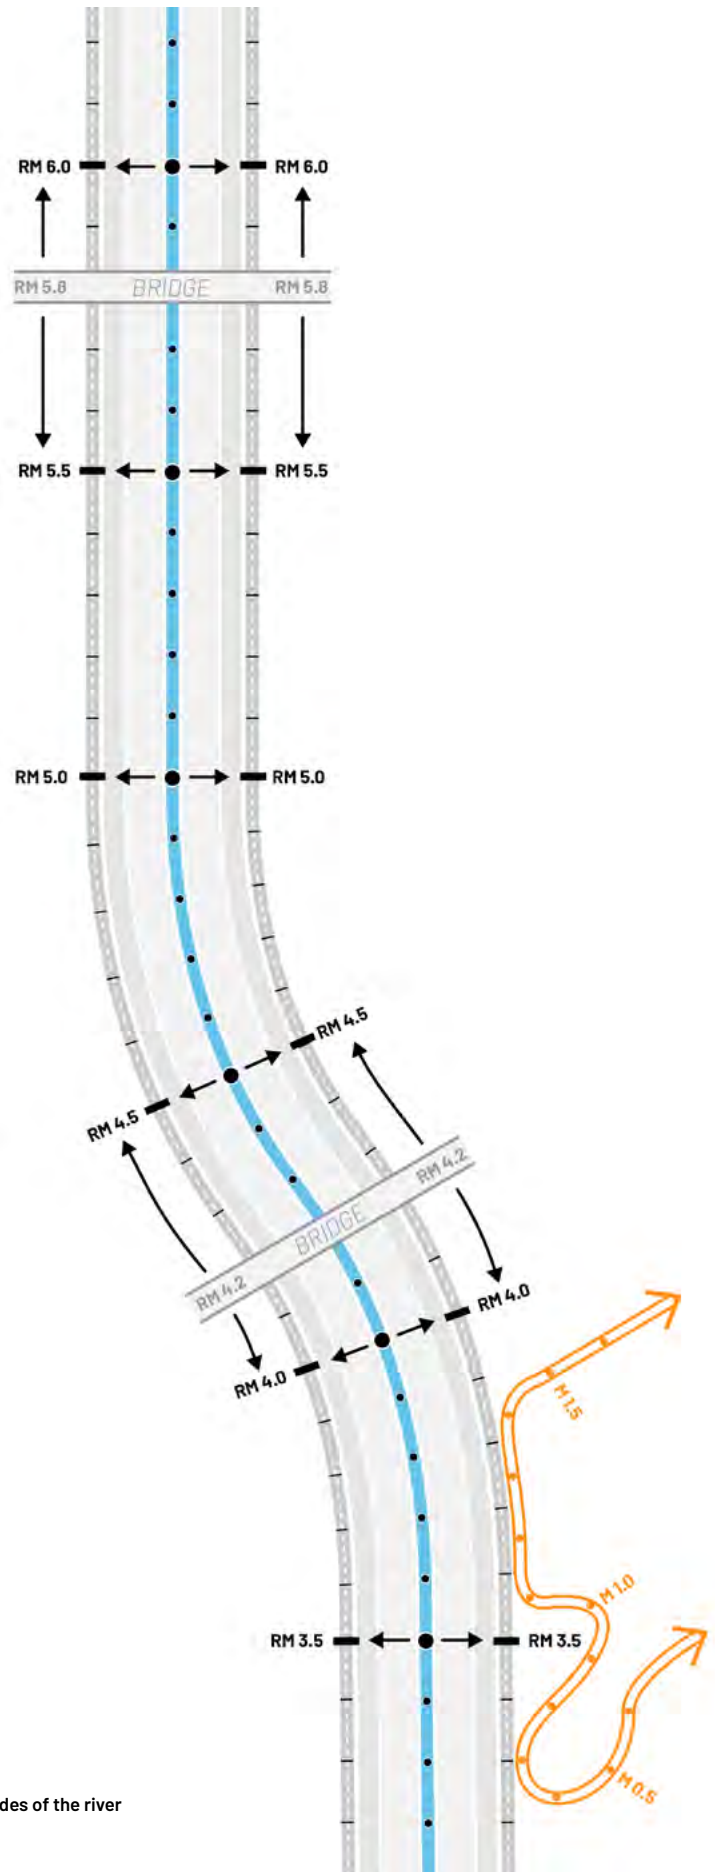 RM 6.0 RM 6.0
RM 5.8 BRIDGE RM 5.8
RM 5.5 RM 5.5
RM 5.0 RM 5.0
RM 4.5
RM 4.5
RM 4.2
BRIDGE
RM 4.2
RM 4.0
RM 4.0
M 1.5
M 1.0
RM 3.5 RM 3.5
M 0.5
des of the river